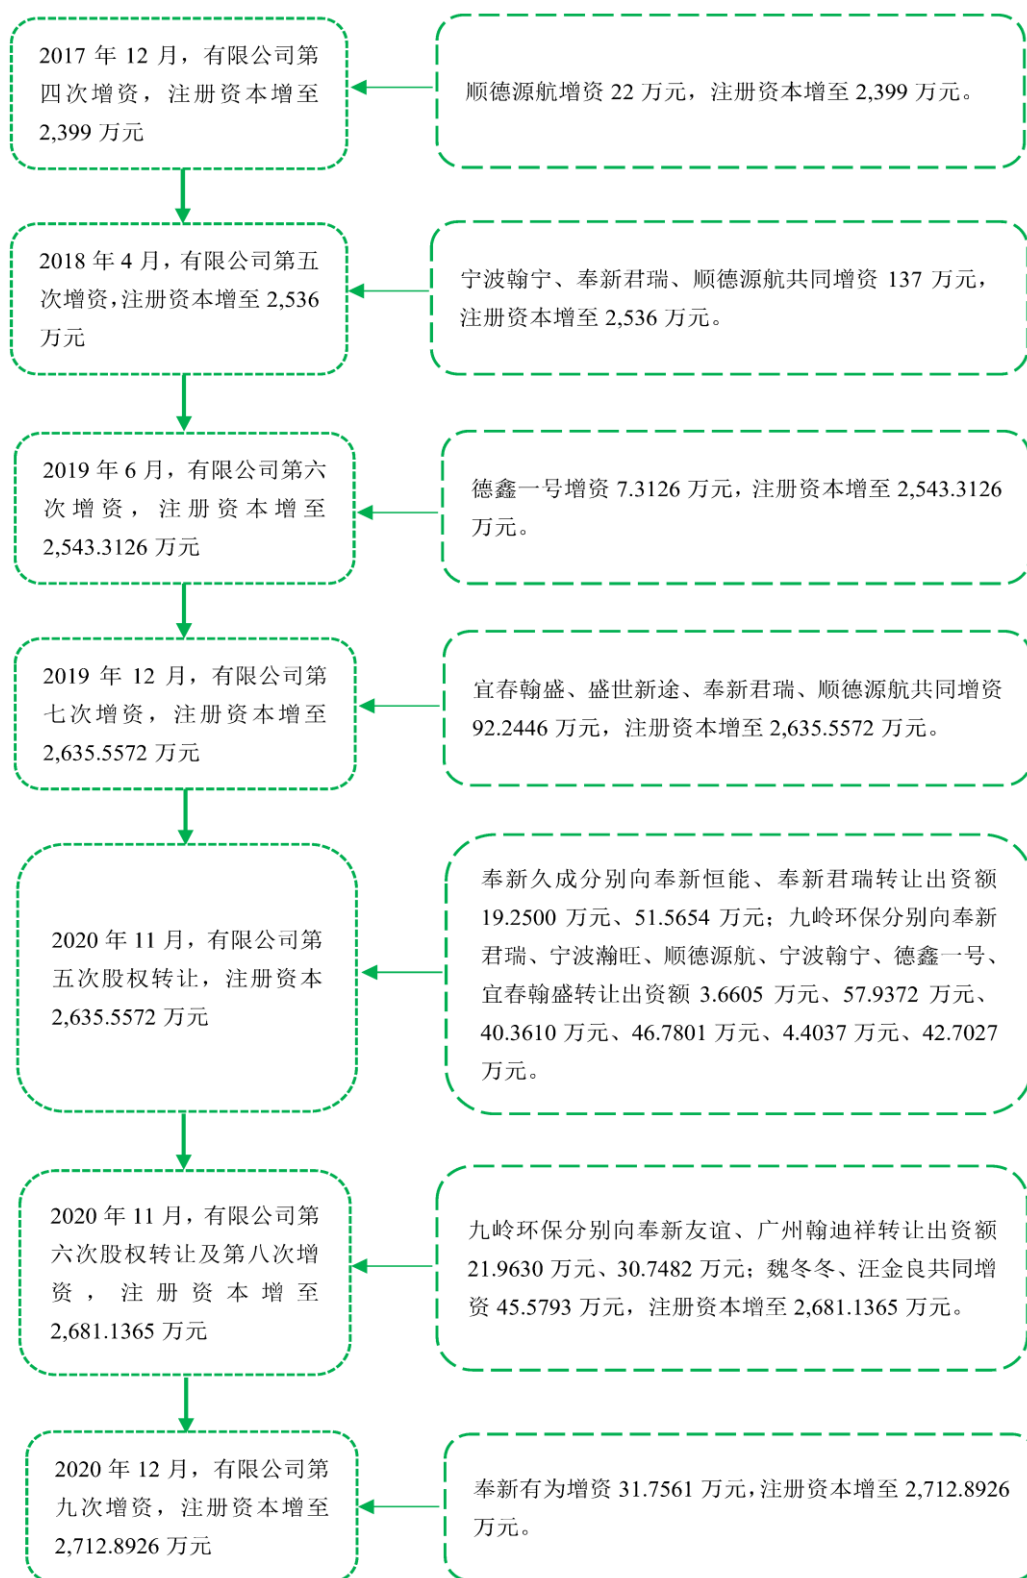 2017 年 12 月，有限公司第
四次增资，注册资本增至
2,399 万元
顺德源航增资 22 万元，注册资本增至 2,399 万元。
2018 年 4 月，有限公司第五
次增资，注册资本增至 2,536
万元
宁波翰宁、奉新君瑞、顺德源航共同增资 137 万元，
注册资本增至 2,536 万元。
2019 年 6 月，有限公司第六
次增资，注册资本增至
2,543.3126 万元
德鑫一号增资 7.3126 万元，注册资本增至 2,543.3126
万元。
2019 年 12 月，有限公司第
七次增资，注册资本增至
2,635.5572 万元
宜春翰盛、盛世新途、奉新君瑞、顺德源航共同增资
92.2446 万元，注册资本增至 2,635.5572 万元。
2020 年 11 月，有限公司第
五次股权转让，注册资本
2,635.5572 万元
奉新久成分别向奉新恒能、奉新君瑞转让出资额
19.2500 万元、51.5654 万元；九岭环保分别向奉新
君瑞、宁波瀚旺、顺德源航、宁波翰宁、德鑫一号、
宜春翰盛转让出资额 3.6605 万元、57.9372 万元、
40.3610 万元、46.7801 万元、4.4037 万元、42.7027
万元。
2020 年 11 月，有限公司第
六次股权转让及第八次增
资，注册资本增至
2,681.1365 万元
九岭环保分别向奉新友谊、广州翰迪祥转让出资额
21.9630 万元、30.7482 万元；魏冬冬、汪金良共同增
资 45.5793 万元，注册资本增至 2,681.1365 万元。
2020 年 12 月，有限公司第
九次增资，注册资本增至
2,712.8926 万元
奉新有为增资 31.7561 万元，注册资本增至 2,712.8926
万元。